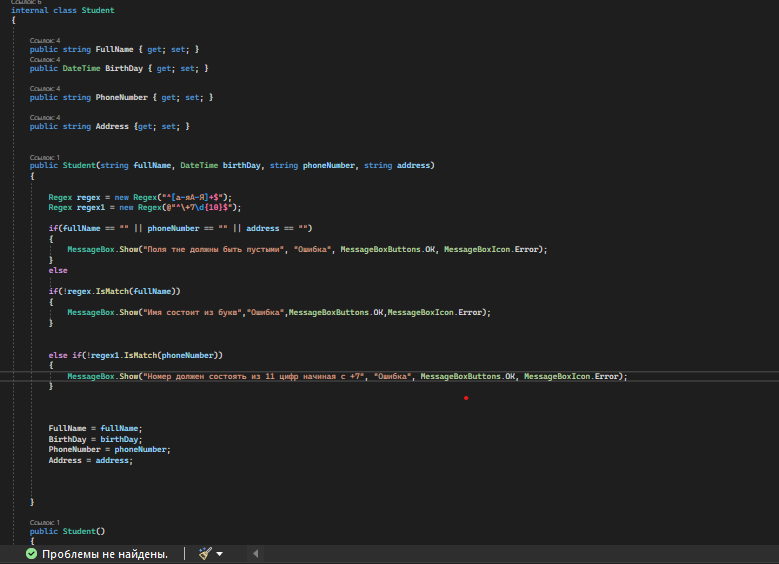 Ссылок: 6
internal class Student
{
Ссылок: 4
public string FullName { get; set; }
Ссылок: 4
public DateTime BirthDay { get; set; }
Ссылок: 4
public string PhoneNumber { get; set; }
Ссылок: 4
public string Address {get; set; }
Ссылок: 1
public Student(string fullName, DateTime birthDay, string phoneNumber, string address)
{
Regex regex = new Regex("^[а-яА-Я]+$");
Regex regex1 = new Regex(@"^\+7\d{10}$");
if(fullName == "" || phoneNumber == "" || address == "")
{
MessageBox.Show("Поля тне должны быть пустыми", "Ошибка", MessageBoxButtons.OK, MessageBoxIcon.Error);
}
else
if(!regex.IsMatch(fullName))
{
MessageBox.Show("Имя состоит из букв","Ошибка",MessageBoxButtons.OK,MessageBoxIcon.Error);
}
else if(!regex1.IsMatch(phoneNumber))
{
MessageBox.Show("Номер должен состоять из 11 цифр начиная с +7", "Ошибка", MessageBoxButtons.OK, MessageBoxIcon.Error);
}
FullName = fullName;
BirthDay = birthDay;
PhoneNumber = phoneNumber;
Address = address;
}
Ссылок: 1
public Student()
{
Проблемы не найдены.